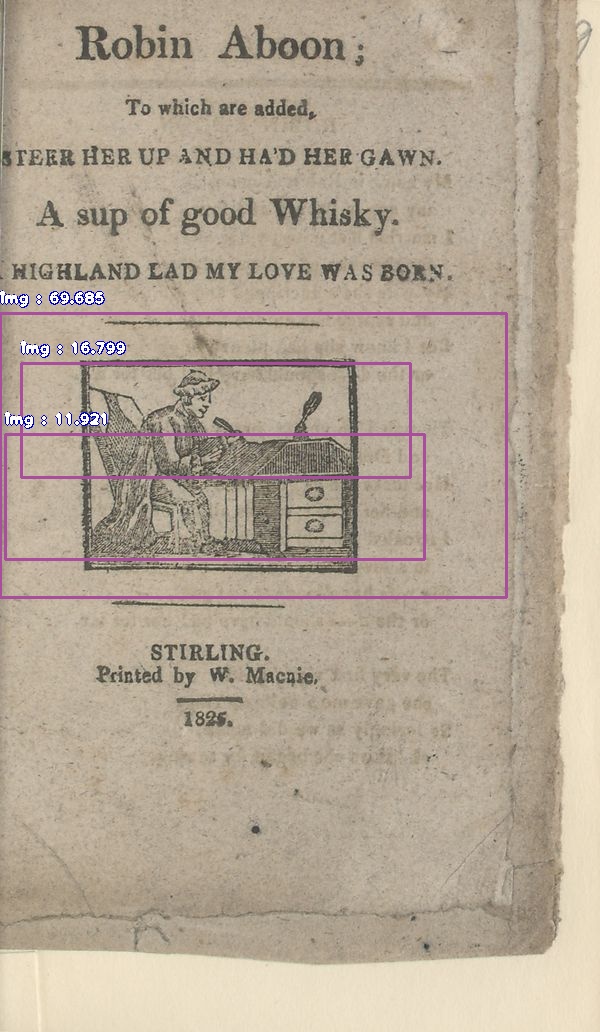 Robin Aboon;
To which are added,
STEER HER UP AND HA'D HER GAWN.
A sup of good Whisky.
HIGHLAND LAD MY LOVE WAS BORN.
Img : 69.685
Img : 16.799
Img : 11.921
STIRLING.
Printed by W. Macnie.
1825.